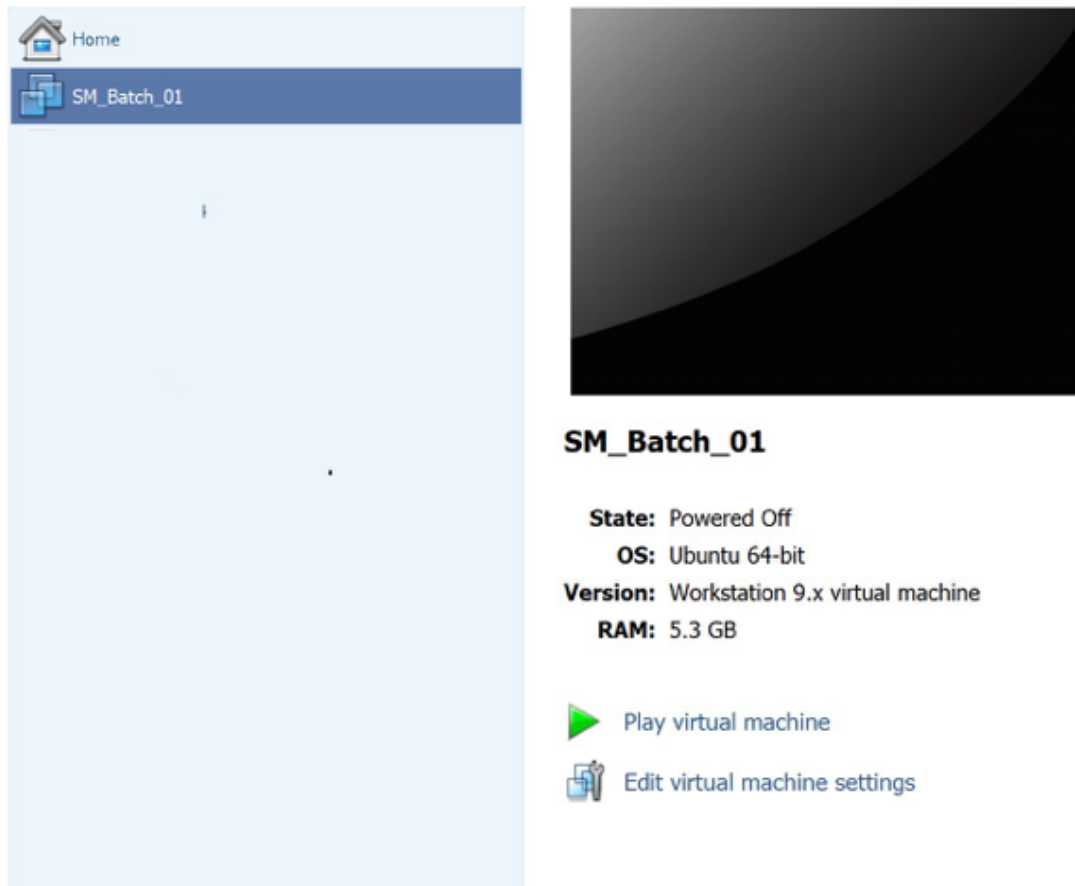 Home
SM_Batch_01
SM_Batch_01
State: Powered Off
OS: Ubuntu 64-bit
Version: Workstation 9.x virtual machine
RAM: 5.3 GB
Play virtual machine
Edit virtual machine settings